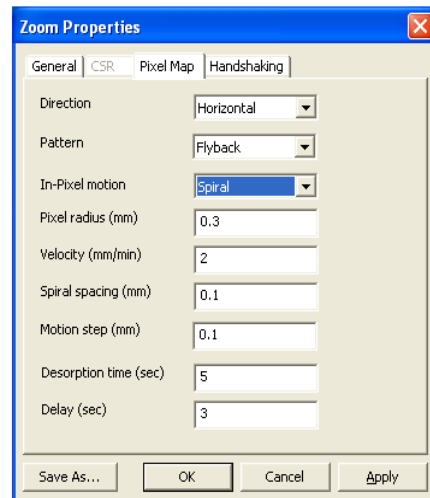 Zoom Properties
General CSR Pixel Map Handshaking
Direction Horizontal
Pattern Flyback
In-Pixel motion Spiral
Pixel radius (mm) 0.3
Velocity (mm/min) 2
Spiral spacing (mm) 0.1
Motion step (mm) 0.1
Desorption time (sec) 5
Delay (sec) 3
Save As... OK Cancel Apply